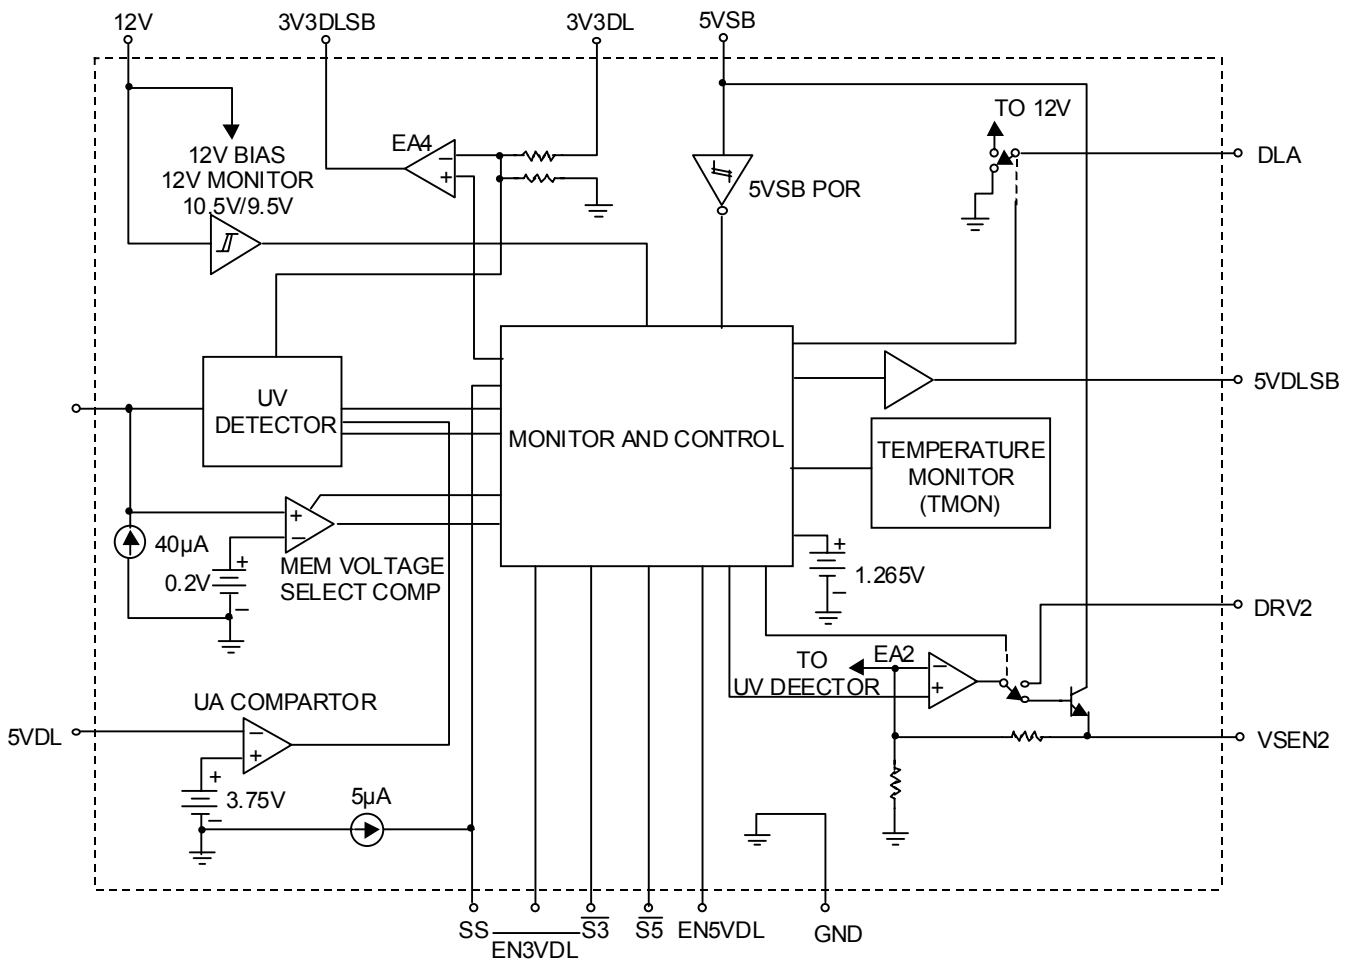 12V
3V3DLSB
3V3DL
5VSB
TO 12V
EA4
−
+
12V BIAS
12V MONITOR
10.5V/9.5V
5VSB POR
DLA
UV
DETECTOR
MONITOR AND CONTROL
5VDLSB
TEMPERATURE
MONITOR
(TMON)
+
−
40µA
+
0.2V
−
MEM VOLTAGE
SELECT COMP
+
1.265V
−
DRV2
TO
UV DEECTOR
EA2
−
+
UA COMPARTOR
5VDL
−
+
VSEN2
+
3.75V
−
5µA
SS
EN3VDL
S3
S5
EN5VDL
GND